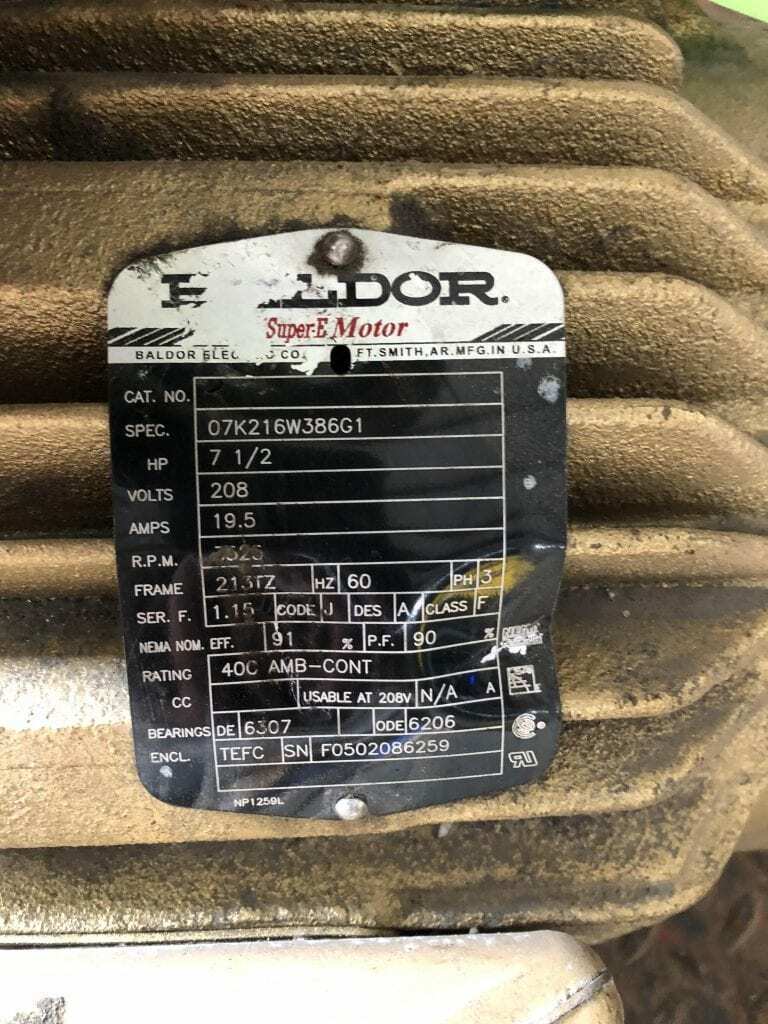 BALDOR.
Super-E Motor
BALDOR ELECTRIC CO. FT.SMITH,AR.MFG.IN U.S.A.
CAT. NO.
SPEC. 07K216W386G1
HP 7 1/2
VOLTS 208
AMPS 19.5
R.P.M.
FRAME 213TZ HZ 60 PH 3
SER. F. 1.15 CODE J DES A CLASS F
NEMA NOM. EFF. 91 % P.F. 90 %
RATING 40C AMB-CONT
CC USABLE AT 208V N/A A
BEARINGS DE 6307 ODE 6206
ENCL. TEFC SN F0502086259
NP1259L